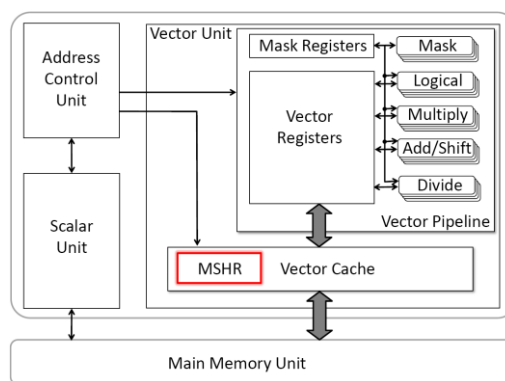 Address
Control
Unit
Scalar
Unit
Vector Unit
Mask Registers
Vector
Registers
Mask
Logical
Multiply
Add/Shift
Divide
Vector Pipeline
MSHR
Vector Cache
Main Memory Unit